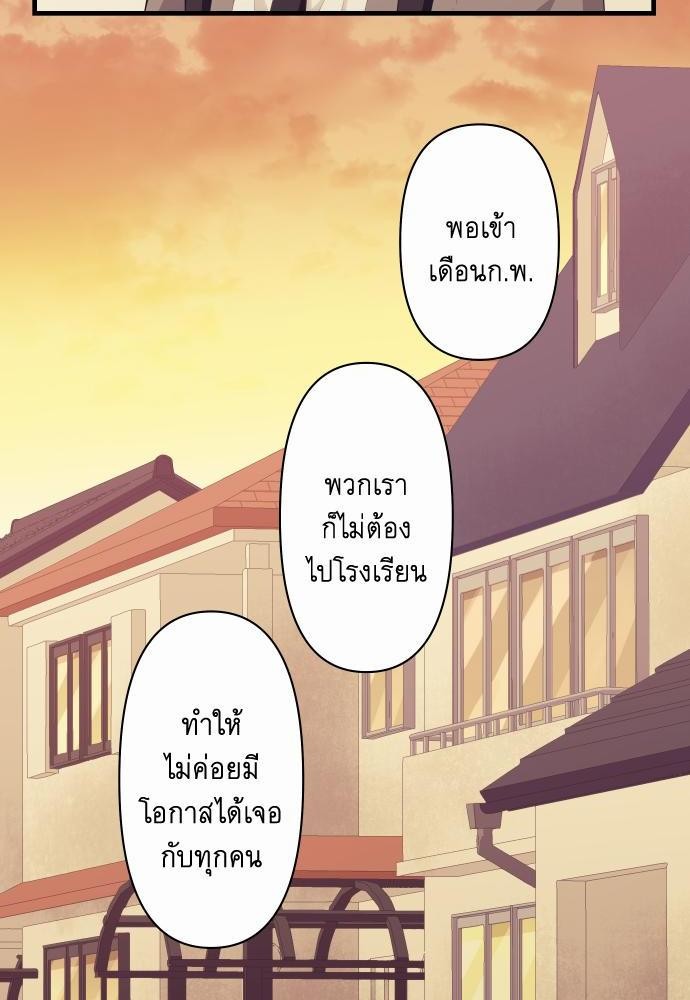 พอเข้า
เดือนก.พ.
พวกเรา
ก็ไม่ต้อง
ไปโรงเรียน
ทำให้
ไม่ค่อยมี
โอกาสได้เจอ
กับทุกคน